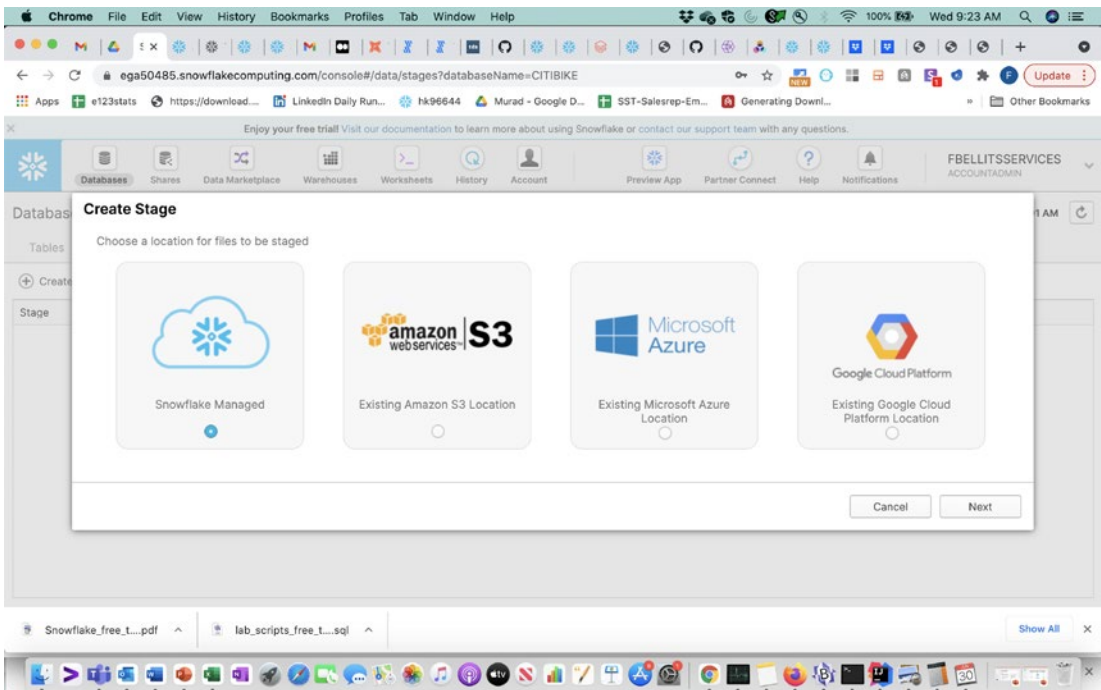 Chrome File Edit View History Bookmarks Profiles Tab Window Help 100% Wed 9:23 AM
ega50485.snowflakecomputing.com/console#/data/stages?databaseName=CITIBIKE NEW Update
Apps e123stats https://download.... LinkedIn Daily Run... hk96644 Murad - Google D... SST-Salesrep-Em... Generating Downl... » Other Bookmarks
Enjoy your free trial! Visit our documentation to learn more about using Snowflake or contact our support team with any questions.
Databases Shares Data Marketplace Warehouses Worksheets History Account Preview App Partner Connect Help Notifications
FBELLITSSERVICES
ACCOUNTADMIN
Databas
AM
Tables
Create
Stage
Create Stage
Choose a location for files to be staged
amazon
webservices™ S3
Microsoft
Azure
Google Cloud Platform
Snowflake Managed
Existing Amazon S3 Location
Existing Microsoft Azure
Location
Existing Google Cloud
Platform Location
Cancel Next
Snowflake_free_t....pdf lab_scripts_free_t....sql Show All
tv
30